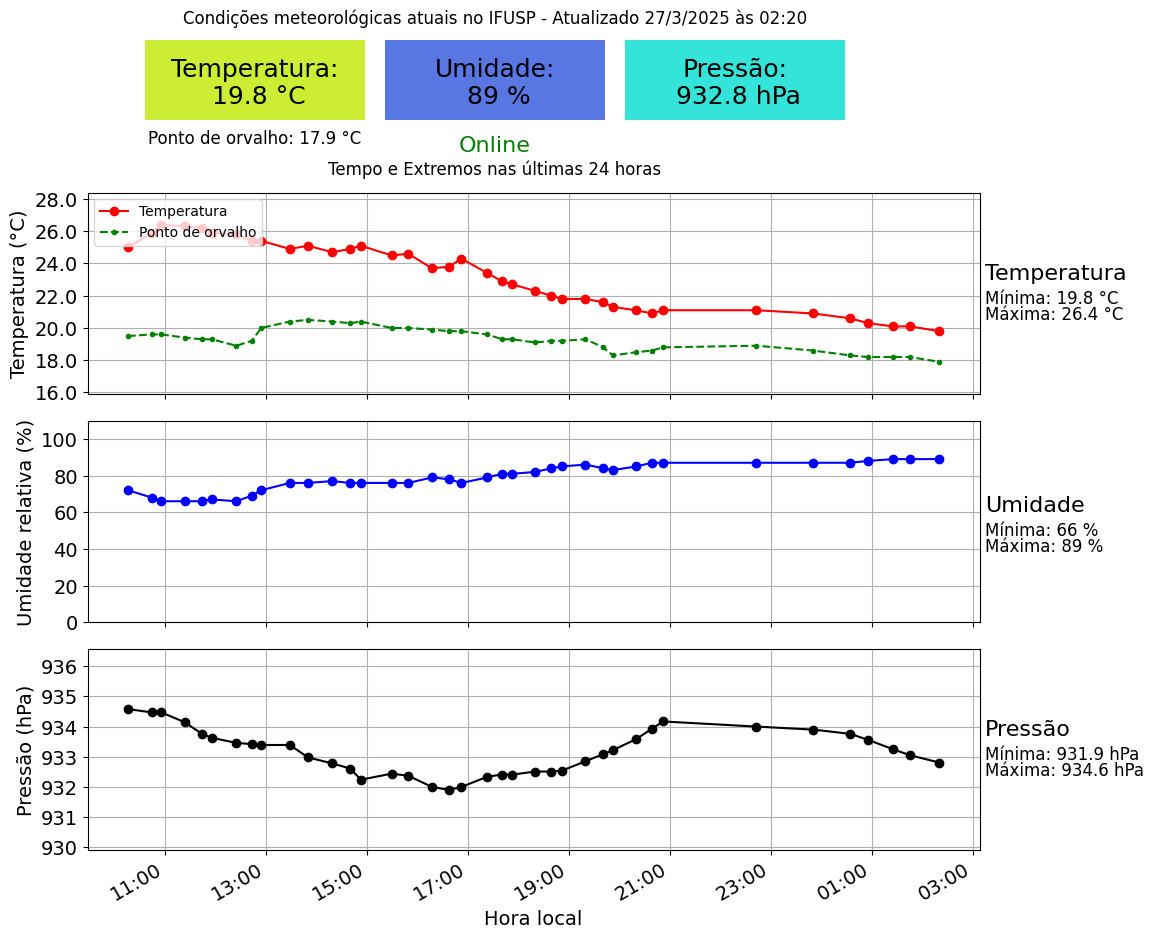 Condições meteorológicas atuais no IFUSP - Atualizado 27/3/2025 às 02:20
Temperatura:
19.8 °C
Umidade:
89 %
Pressão:
932.8 hPa
Ponto de orvalho: 17.9 °C
Online
Tempo e Extremos nas últimas 24 horas
Temperatura (°C)
28.0
26.0
24.0
22.0
20.0
18.0
16.0
Temperatura
Ponto de orvalho
Temperatura
Mínima: 19.8 °C
Máxima: 26.4 °C
Umidade relativa (%)
100
80
60
40
20
0
Umidade
Mínima: 66 %
Máxima: 89 %
Pressão (hPa)
936
935
934
933
932
931
930
Pressão
Mínima: 931.9 hPa
Máxima: 934.6 hPa
11:00 13:00 15:00 17:00 19:00 21:00 23:00 01:00 03:00
Hora local